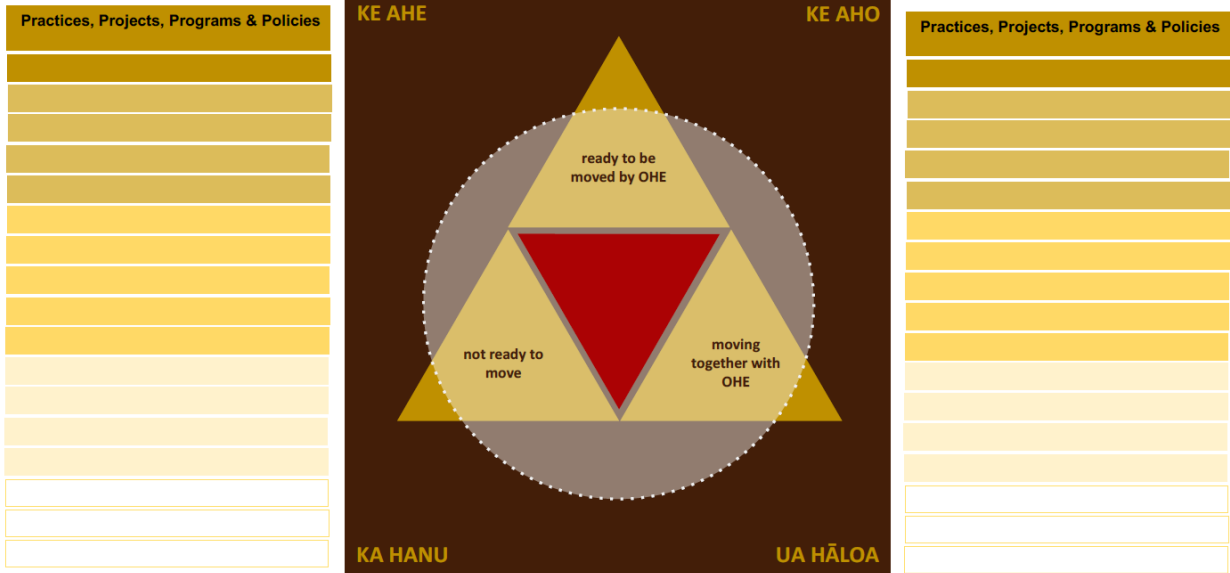 Practices, Projects, Programs & Policies
KE AHE
KE AHO
ready to be
moved by OHE
not ready to
move
moving
together with
OHE
KA HANU
UA HĀLOA
Practices, Projects, Programs & Policies